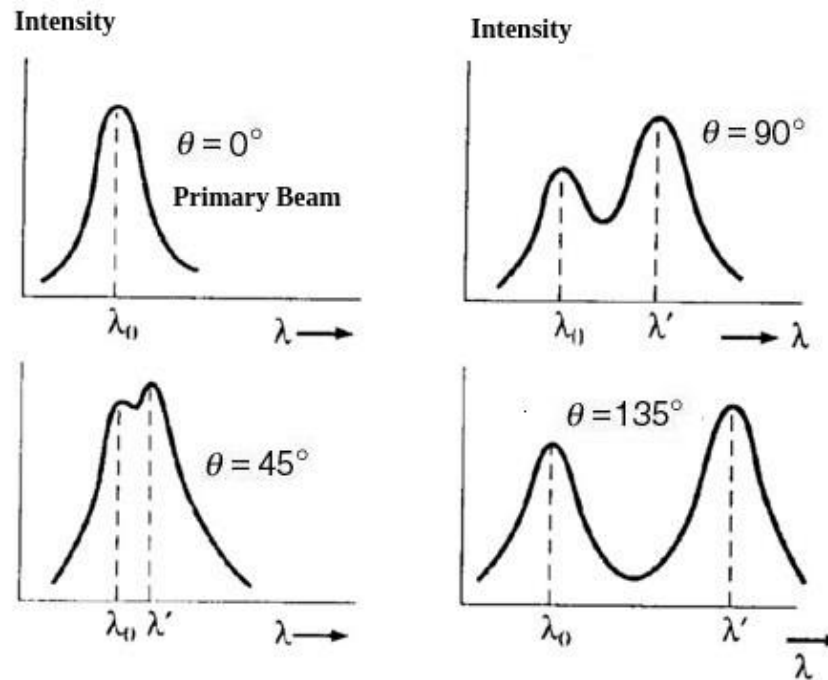 Intensity
θ = 0°
Primary Beam
λ₀
λ
Intensity
θ = 90°
λ₀
λ′
λ
θ = 45°
λ₀ λ′
λ
θ = 135°
λ₀
λ′
λ